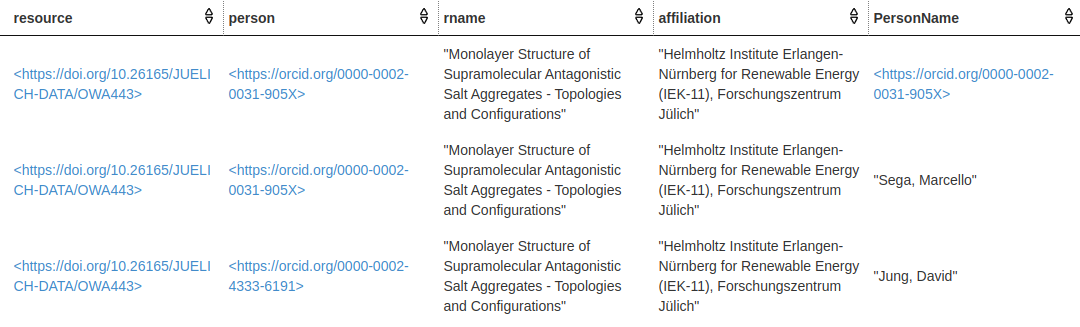 resource person rname affiliation PersonName
<https://doi.org/10.26165/JUELI
CH-DATA/OWA443>
<https://orcid.org/0000-0002-
0031-905X>
"Monolayer Structure of
Supramolecular Antagonistic
Salt Aggregates - Topologies
and Configurations"
"Helmholtz Institute Erlangen-
Nürnberg for Renewable Energy
(IEK-11), Forschungszentrum
Jülich"
<https://orcid.org/0000-0002-
0031-905X>
<https://doi.org/10.26165/JUELI
CH-DATA/OWA443>
<https://orcid.org/0000-0002-
0031-905X>
"Monolayer Structure of
Supramolecular Antagonistic
Salt Aggregates - Topologies
and Configurations"
"Helmholtz Institute Erlangen-
Nürnberg for Renewable Energy
(IEK-11), Forschungszentrum
Jülich"
"Sega, Marcello"
<https://doi.org/10.26165/JUELI
CH-DATA/OWA443>
<https://orcid.org/0000-0002-
4333-6191>
"Monolayer Structure of
Supramolecular Antagonistic
Salt Aggregates - Topologies
and Configurations"
"Helmholtz Institute Erlangen-
Nürnberg for Renewable Energy
(IEK-11), Forschungszentrum
Jülich"
"Jung, David"